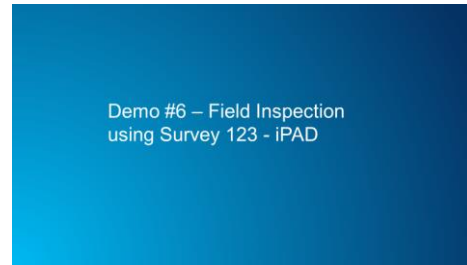 Demo #6 – Field Inspection
using Survey 123 - iPAD